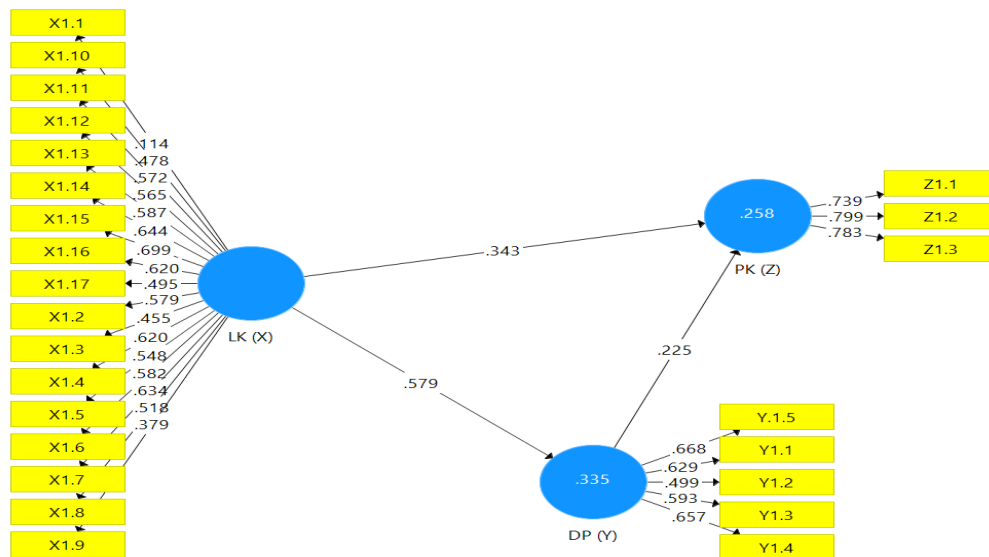 X1.1
X1.10
X1.11
X1.12
X1.13
X1.14
X1.15
X1.16
X1.17
X1.2
X1.3
X1.4
X1.5
X1.6
X1.7
X1.8
X1.9
.114
.478
.572
.565
.587
.644
.699
.620
.495
.579
.455
.620
.548
.582
.634
.518
.379
LK (X)
.343
.579
.258
PK (Z)
.739
.799
.783
Z1.1
Z1.2
Z1.3
.225
.335
DP (Y)
.668
.629
.499
.593
.657
Y.1.5
Y1.1
Y1.2
Y1.3
Y1.4